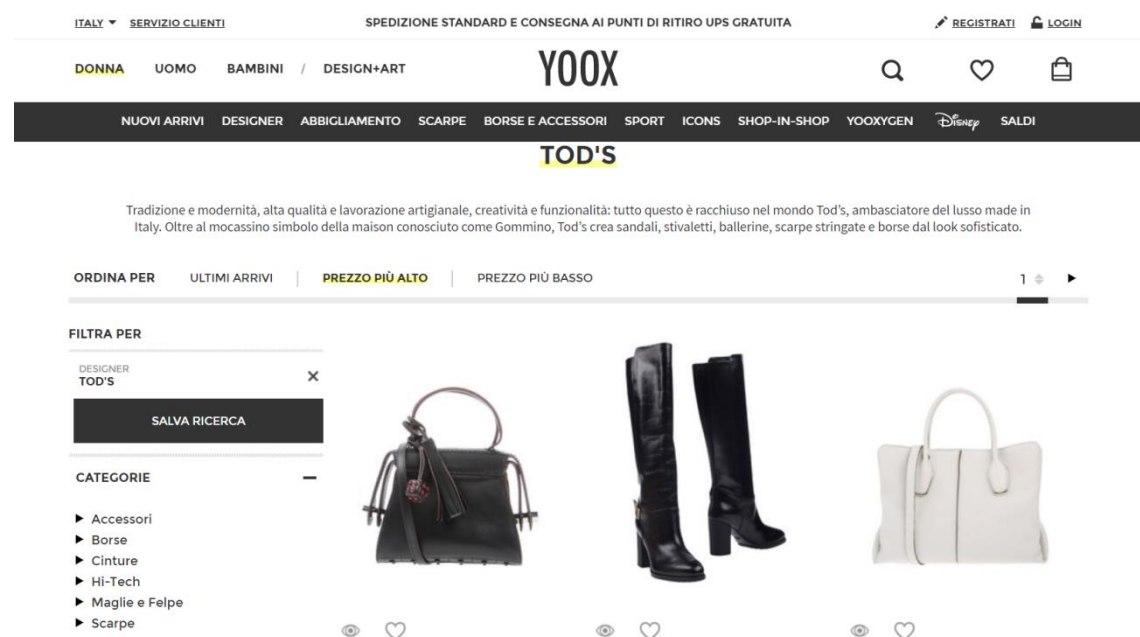 ITALY SERVIZIO CLIENTI SPEDIZIONE STANDARD E CONSEGNA AI PUNTI DI RITIRO UPS GRATUITA REGISTRATI LOGIN
DONNA UOMO BAMBINI / DESIGN+ART YOOX
NUOVI ARRIVI DESIGNER ABBIGLIAMENTO SCARPE BORSE E ACCESSORI SPORT ICONS SHOP-IN-SHOP YOOXYGEN Disney SALDI
TOD'S
Tradizione e modernità, alta qualità e lavorazione artigianale, creatività e funzionalità: tutto questo è racchiuso nel mondo Tod's, ambasciatore del lusso made in
Italy. Oltre al mocassino simbolo della maison conosciuto come Gommino, Tod's crea sandali, stivaletti, ballerine, scarpe stringate e borse dal look sofisticato.
ORDINA PER ULTIMI ARRIVI | PREZZO PIÙ ALTO | PREZZO PIÙ BASSO 1
FILTRA PER
DESIGNER
TOD'S
SALVA RICERCA
CATEGORIE
Accessori
Borse
Cinture
Hi-Tech
Maglie e Felpe
Scarpe